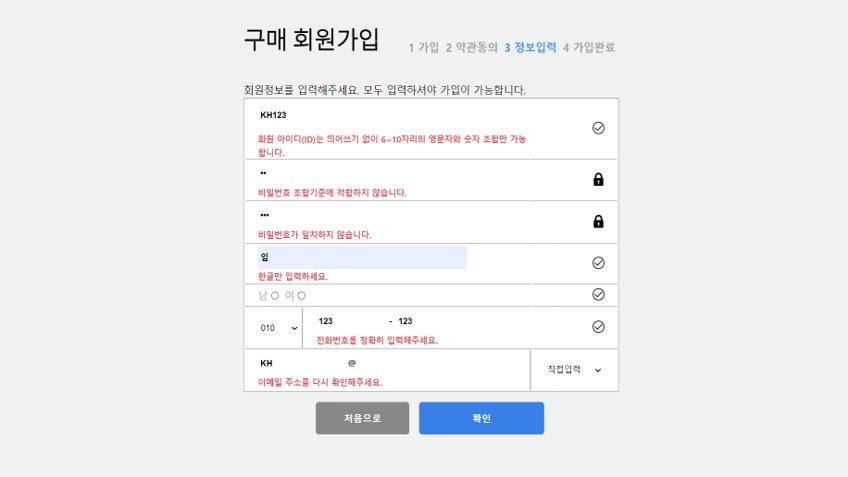 구매 회원가입
1 가입 2 약관동의 3 정보입력 4 가입완료
회원정보를 입력해주세요. 모두 입력하셔야 가입이 가능합니다.
KH123
회원 아이디(ID)는 띄어쓰기 없이 6~10자리의 영문자와 숫자 조합만 가능
합니다.
••
비밀번호 조합기준에 적합하지 않습니다.
•••
비밀번호가 일치하지 않습니다.
임
한글만 입력하세요.
남 여
010 123 - 123
전화번호를 정확히 입력해주세요.
KH @ 직접입력
이메일 주소를 다시 확인해주세요.
처음으로 확인